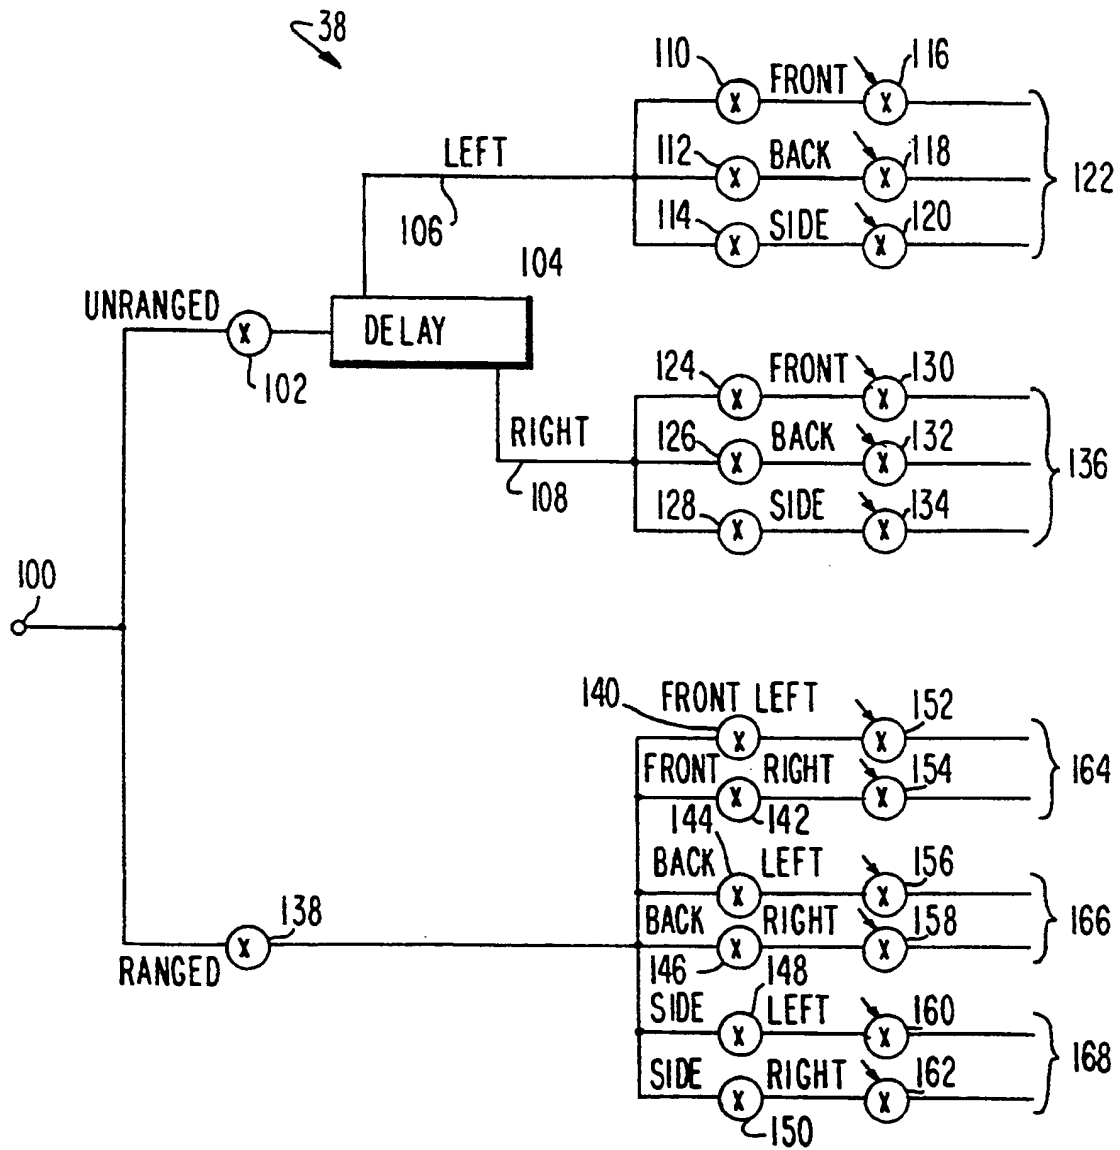 38
110 FRONT 116
X X
LEFT 112 BACK 118 122
X X
106 114 SIDE 120
X X
104
UNRANGED
X DELAY
102
124 FRONT 130
X X
RIGHT 126 BACK 132 136
X X
108 128 SIDE 134
X X
100
140 FRONT LEFT 152
X X
FRONT RIGHT 154 164
X X
144 142
BACK LEFT 156
X X
138 BACK RIGHT 158 166
X X X
RANGED 146 148
SIDE LEFT 160
X X
SIDE RIGHT 162 168
X X
150